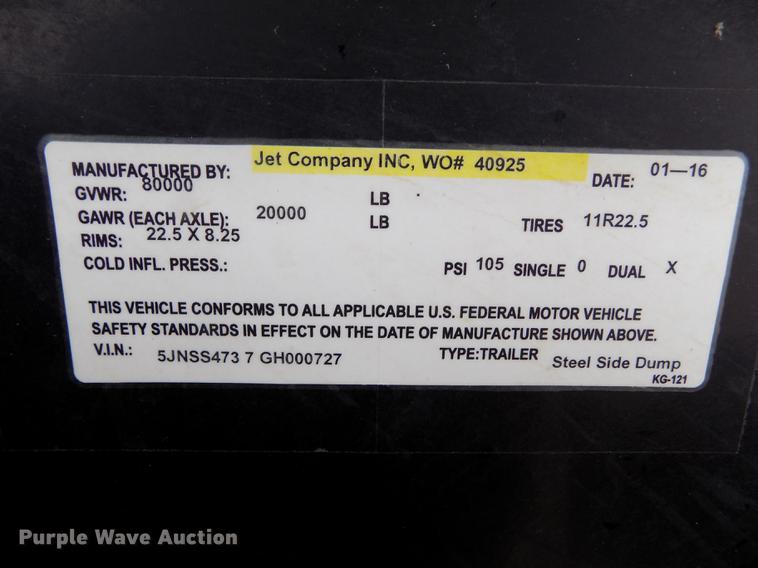 MANUFACTURED BY: Jet Company INC, WO# 40925 DATE: 01—16
GVWR: 80000 LB
GAWR (EACH AXLE): 20000 LB TIRES 11R22.5
RIMS: 22.5 X 8.25
COLD INFL. PRESS.: PSI 105 SINGLE 0 DUAL X
THIS VEHICLE CONFORMS TO ALL APPLICABLE U.S. FEDERAL MOTOR VEHICLE
SAFETY STANDARDS IN EFFECT ON THE DATE OF MANUFACTURE SHOWN ABOVE.
V.I.N.: 5JNSS473 7 GH000727 TYPE:TRAILER Steel Side Dump
KG-121
Purple Wave Auction